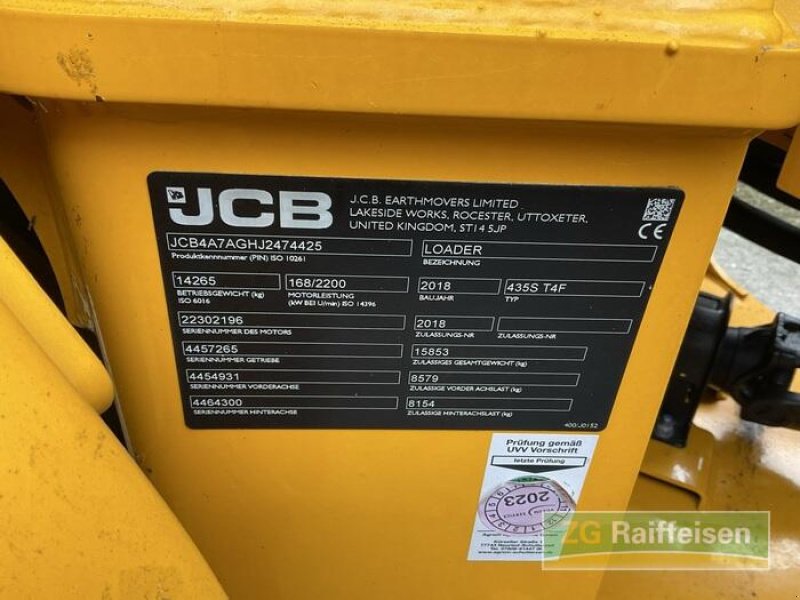 JCB
J.C.B. EARTHMOVERS LIMITED
LAKESIDE WORKS, ROCESTER, UTTOXETER,
UNITED KINGDOM, ST14 5JP
JCB4A7AGHJ2474425
Produktkennnummer (PIN) ISO 10261
LOADER
BEZEICHNUNG
14265
BETRIEBSGEWICHT (kg)
ISO 6016
168/2200
MOTORLEISTUNG
(kW BEI U/min) ISO 14396
2018
BAUJAHR
435S T4F
TYP
22302196
SERIENNUMMER DES MOTORS
2018
ZULASSUNGS-NR
ZULASSUNGS-NR
4457265
SERIENNUMMER GETRIEBE
15853
ZULÄSSIGES GESAMTGEWICHT (kg)
4454931
SERIENNUMMER VORDERACHSE
8579
ZULÄSSIGE VORDER ACHSLAST (kg)
4464300
SERIENNUMMER HINTERACHSE
8154
ZULÄSSIGE HINTERACHSLAST (kg)
400/J0152
CE
Prüfung gemäß
UVV Vorschrift
letzte Prüfung
2023
ZG Raiffeisen